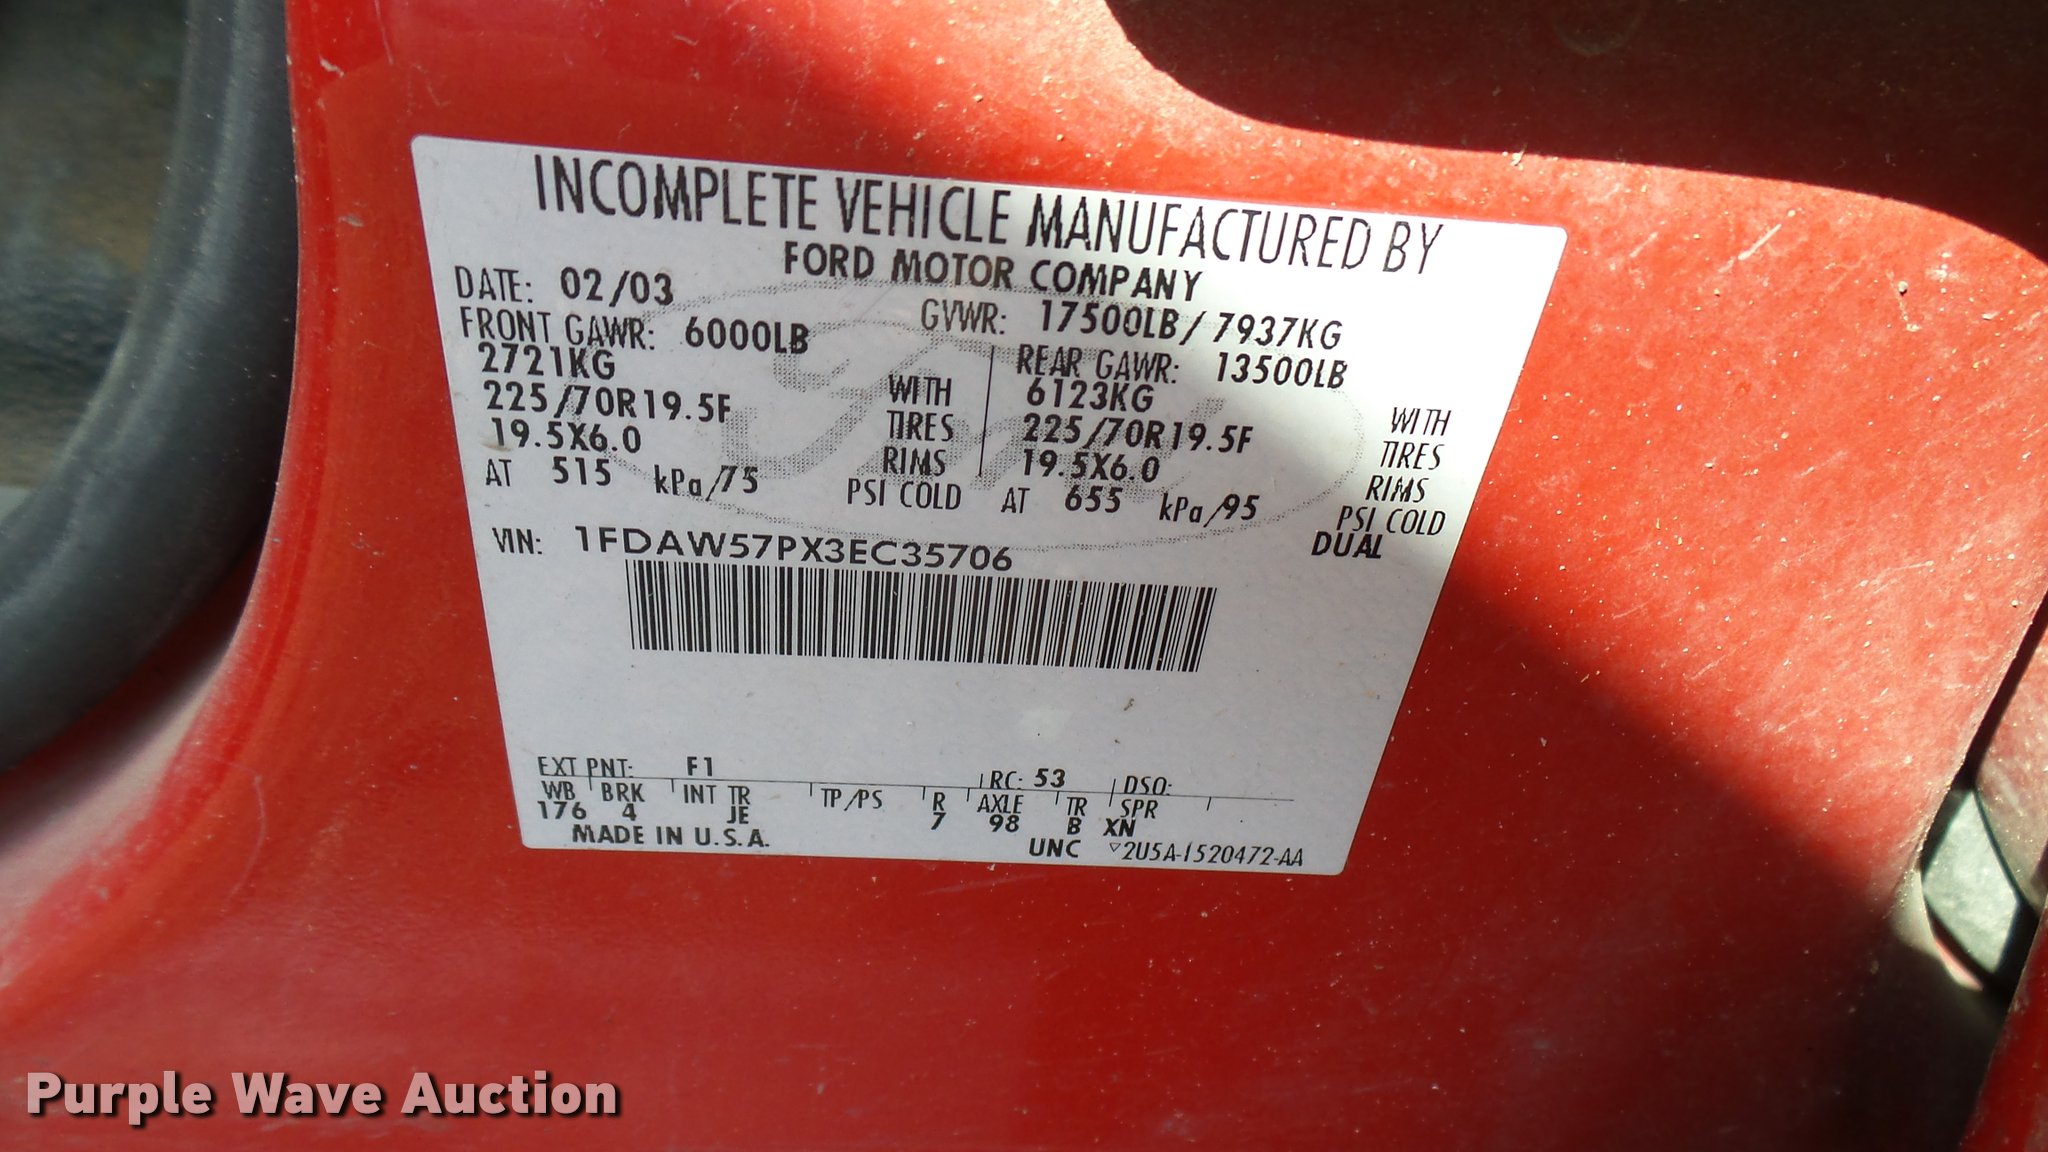 INCOMPLETE VEHICLE MANUFACTURED BY
FORD MOTOR COMPANY
DATE: 02/03
GVWR: 17500LB/ 7937KG
FRONT GAWR: 6000LB
REAR GAWR: 13500LB
2721KG WITH
6123KG WITH
225/70R19.5F TIRES
225/70R19.5F TIRES
19.5X6.0 RIMS
19.5X6.0 RIMS
AT 515 kPa/75 PSI COLD
AT 655 kPa/95 PSI COLD
DUAL
VIN: 1FDAW57PX3EC35706
EXT PNT: F1 RC: 53 DSO:
WB BRK INT TR TP/PS R AXLE TR SPR
176 4 JE 7 98 B XN
MADE IN U.S.A. UNC ▽2U5A-1520472-AA
Purple Wave Auction